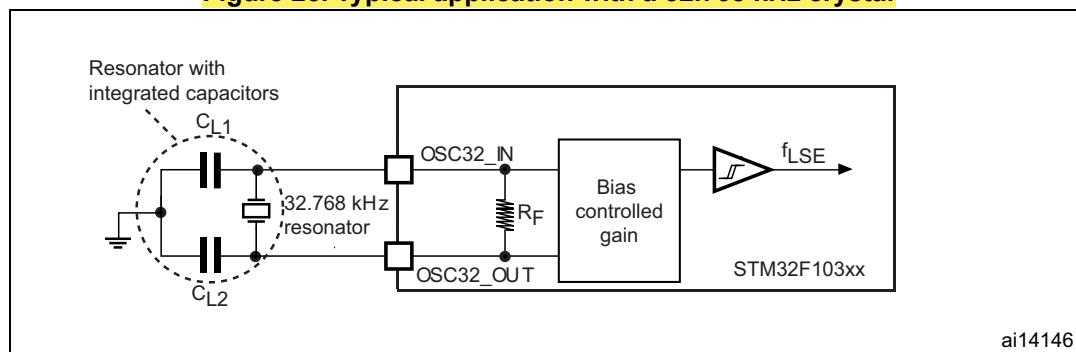 Resonator with
integrated capacitors
CL1
OSC32_IN
fLSE
32.768 kHz
resonator
RF
Bias
controlled
gain
STM32F103xx
OSC32_OUT
CL2
ai14146